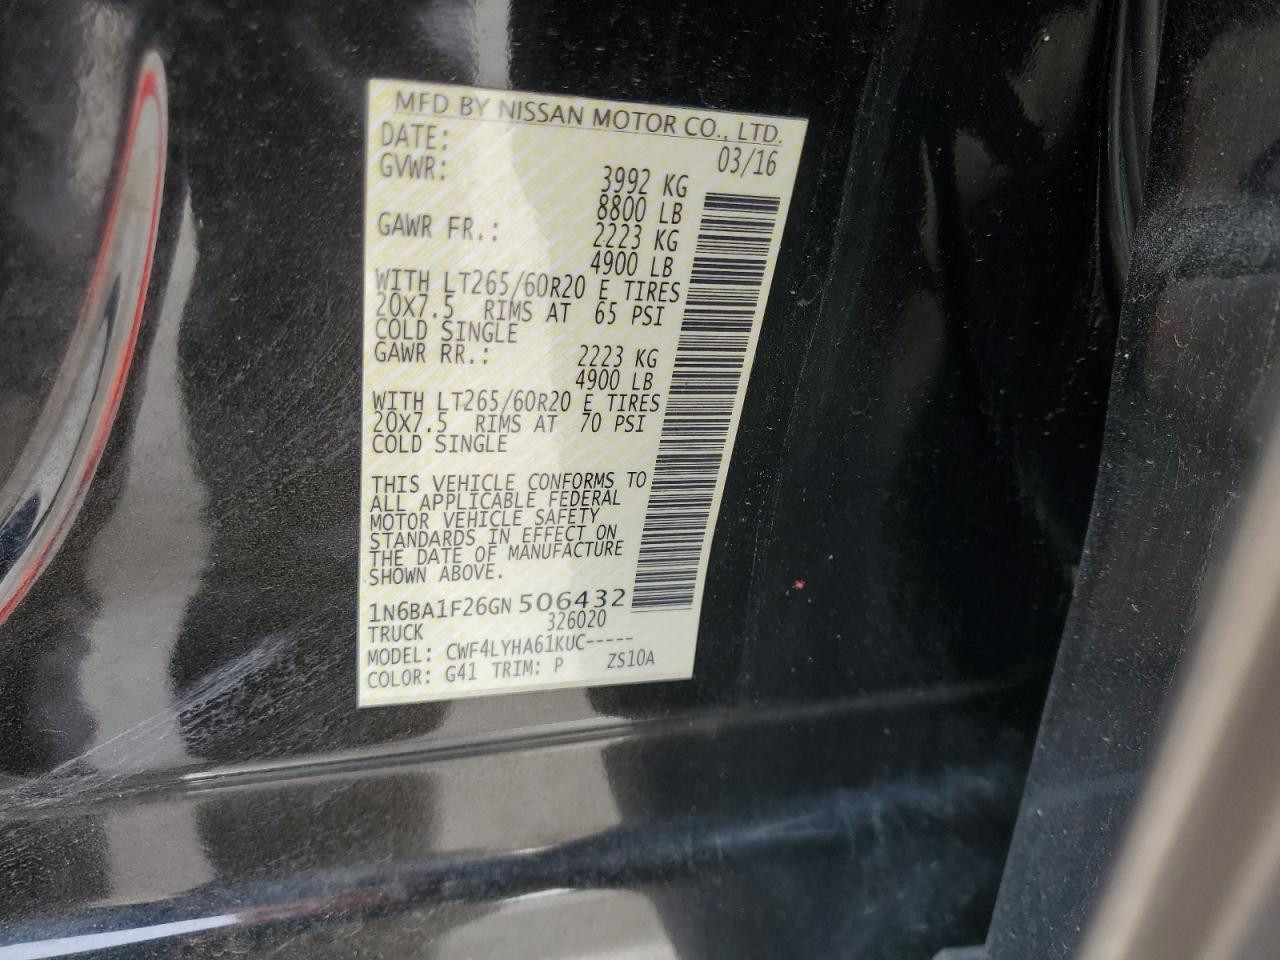 MFD BY NISSAN MOTOR CO., LTD.
DATE: 03/16
GVWR: 3992 KG
8800 LB
GAWR FR.: 2223 KG
4900 LB
WITH LT265/60R20 E TIRES
20X7.5 RIMS AT 65 PSI
COLD SINGLE
GAWR RR.: 2223 KG
4900 LB
WITH LT265/60R20 E TIRES
20X7.5 RIMS AT 70 PSI
COLD SINGLE
THIS VEHICLE CONFORMS TO
ALL APPLICABLE FEDERAL
MOTOR VEHICLE SAFETY
STANDARDS IN EFFECT ON
THE DATE OF MANUFACTURE
SHOWN ABOVE.
1N6BA1F26GN506432
TRUCK 326020
MODEL: CWF4LYHA61KUC-----
COLOR: G41 TRIM: P ZS10A